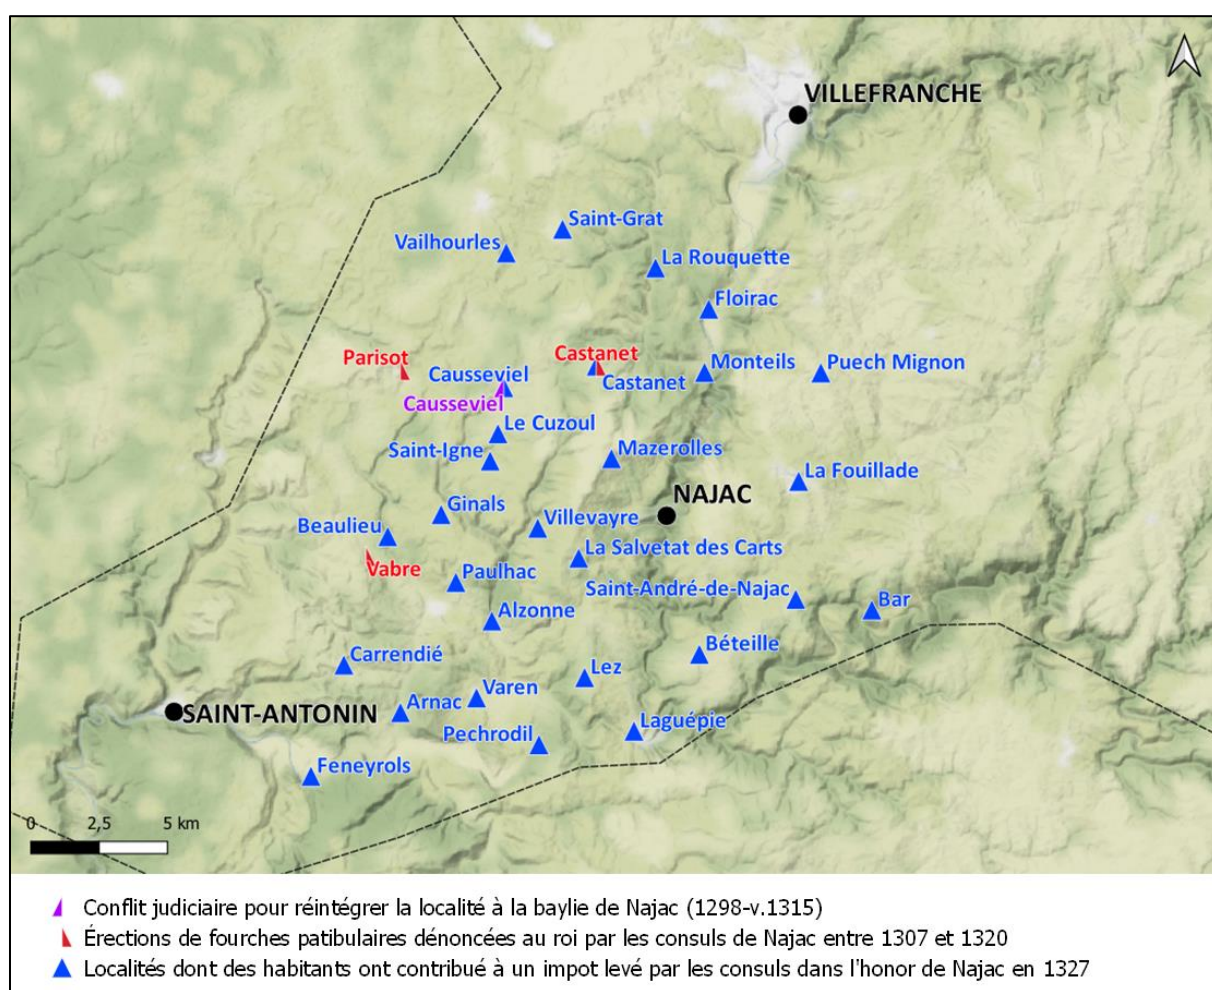 VILLEFRANCHE
Saint-Grat
Vailhourles
La Rouquette
Floirac
Parisot
Castanet
Causseviel
Castanet
Monteils
Puech Mignon
Causseviel
Le Cuzoul
Saint-Igne
Mazerolles
La Fouillade
NAJAC
Ginals
Beaulieu
Villevayre
La Salvetat des Carts
Vabre
Paulhac
Saint-André-de-Najac
Bar
Alzonne
Béteille
Carrendié
Lez
Varen
Arnac
SAINT-ANTONIN
Pechrodil
Laguépie
Feneyrols
0 2,5 5 km
Conflit judiciaire pour réintégrer la localité à la baylie de Najac (1298-v.1315)
Érections de fourches patibulaires dénoncées au roi par les consuls de Najac entre 1307 et 1320
Localités dont des habitants ont contribué à un impot levé par les consuls dans l'honor de Najac en 1327